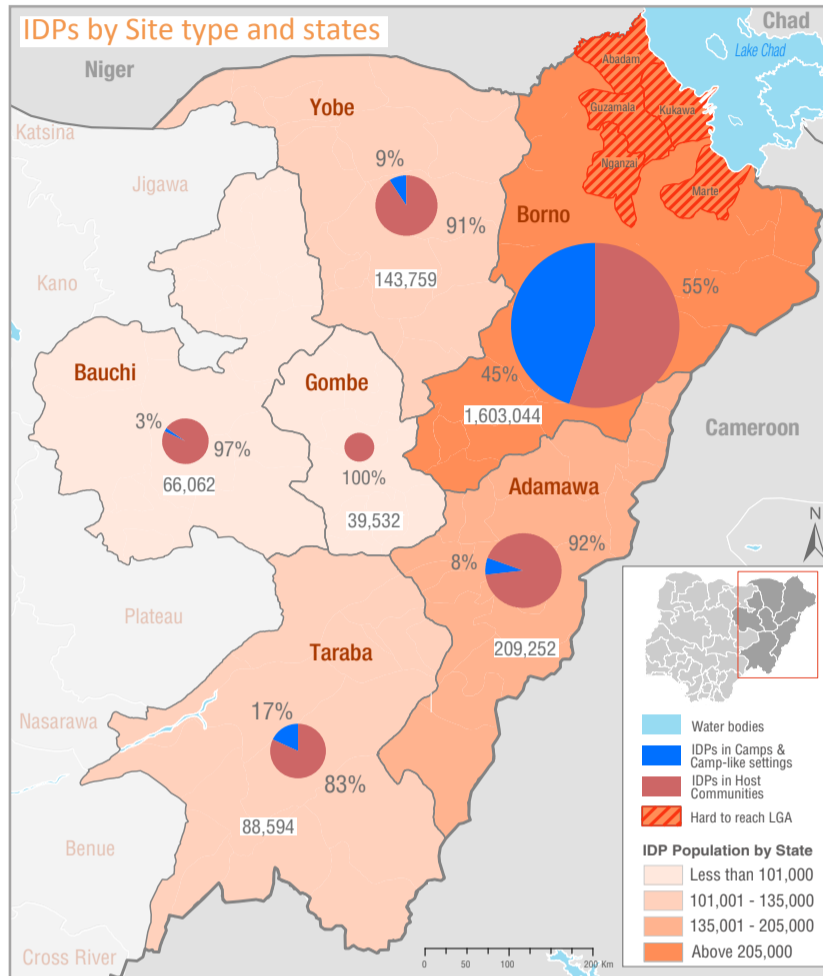 IDPs by Site type and states
Chad
Lake Chad
Niger
Abadam
Yobe
Guzamala
Kukawa
Katsina
9%
Nganzai
Jigawa
Marte
Borno
91%
143,759
Kano
55%
Bauchi
Gombe
45%
3%
1,603,044
Cameroon
97%
100%
66,062
Adamawa
39,532
N
92%
8%
Plateau
Taraba
209,252
17%
Nasarawa
Water bodies
IDPs in Camps &
Camp-like settings
83%
IDPs in Host
Communities
88,594
Hard to reach LGA
Benue
IDP Population by State
Less than 101,000
101,001 - 135,000
135,001 - 205,000
Above 205,000
Cross River
0 50 100 200 Km